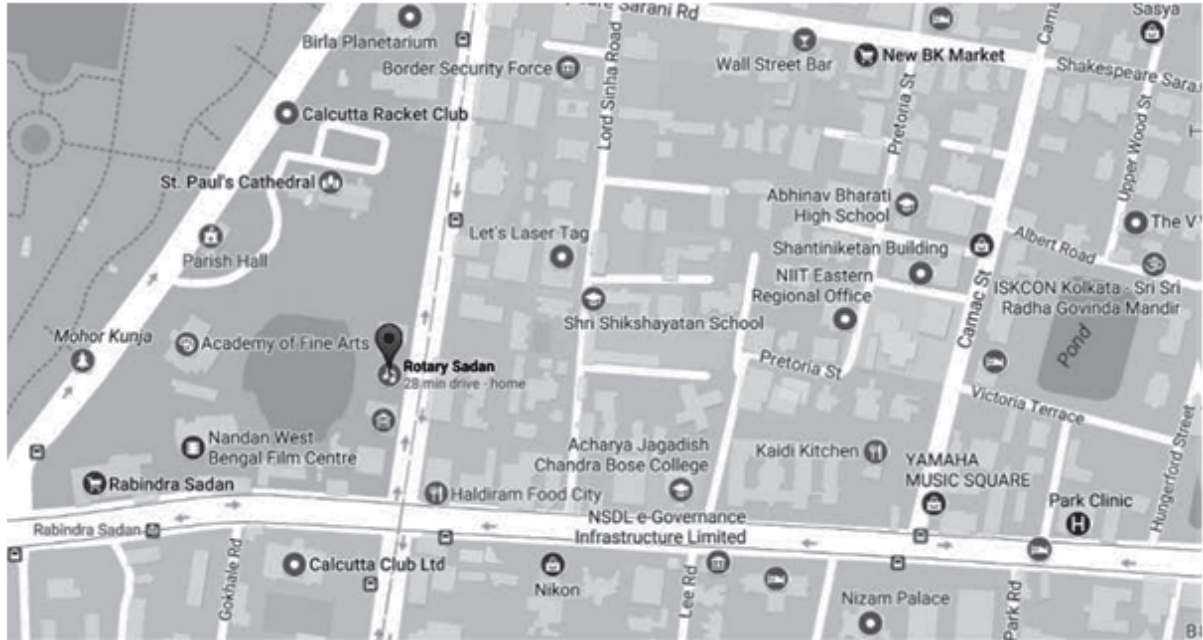 Birla Planetarium
Border Security Force
Calcutta Racket Club
St. Paul's Cathedral
Parish Hall
Mohor Kunja
Academy of Fine Arts
Rotary Sadan
28 min drive - home
Nandan West
Bengal Film Centre
Rabindra Sadan
Rabindra Sadan
Gokhale Rd
Calcutta Club Ltd
Haldiram Food City
Sarani Rd
Lord Sinha Road
Wall Street Bar
New BK Market
Pretoria St
Let's Laser Tag
Shri Shikshayatan School
Abhinav Bharati
High School
Shantiniketan Building
NIIT Eastern
Regional Office
Pretoria St
Acharya Jagadish
Chandra Bose College
Kaidi Kitchen
NSDL e-Governance
Infrastructure Limited
Nikon
Lee Rd
Nizam Palace
Park Rd
YAMAHA
MUSIC SQUARE
Park Clinic
Camac St
Sasya
Shakespeare Sara
Upper Wood St
The V
Albert Road
ISKCON Kolkata - Sri Sri
Radha Govinda Mandir
Pond
Victoria Terrace
Hungerford Street
H